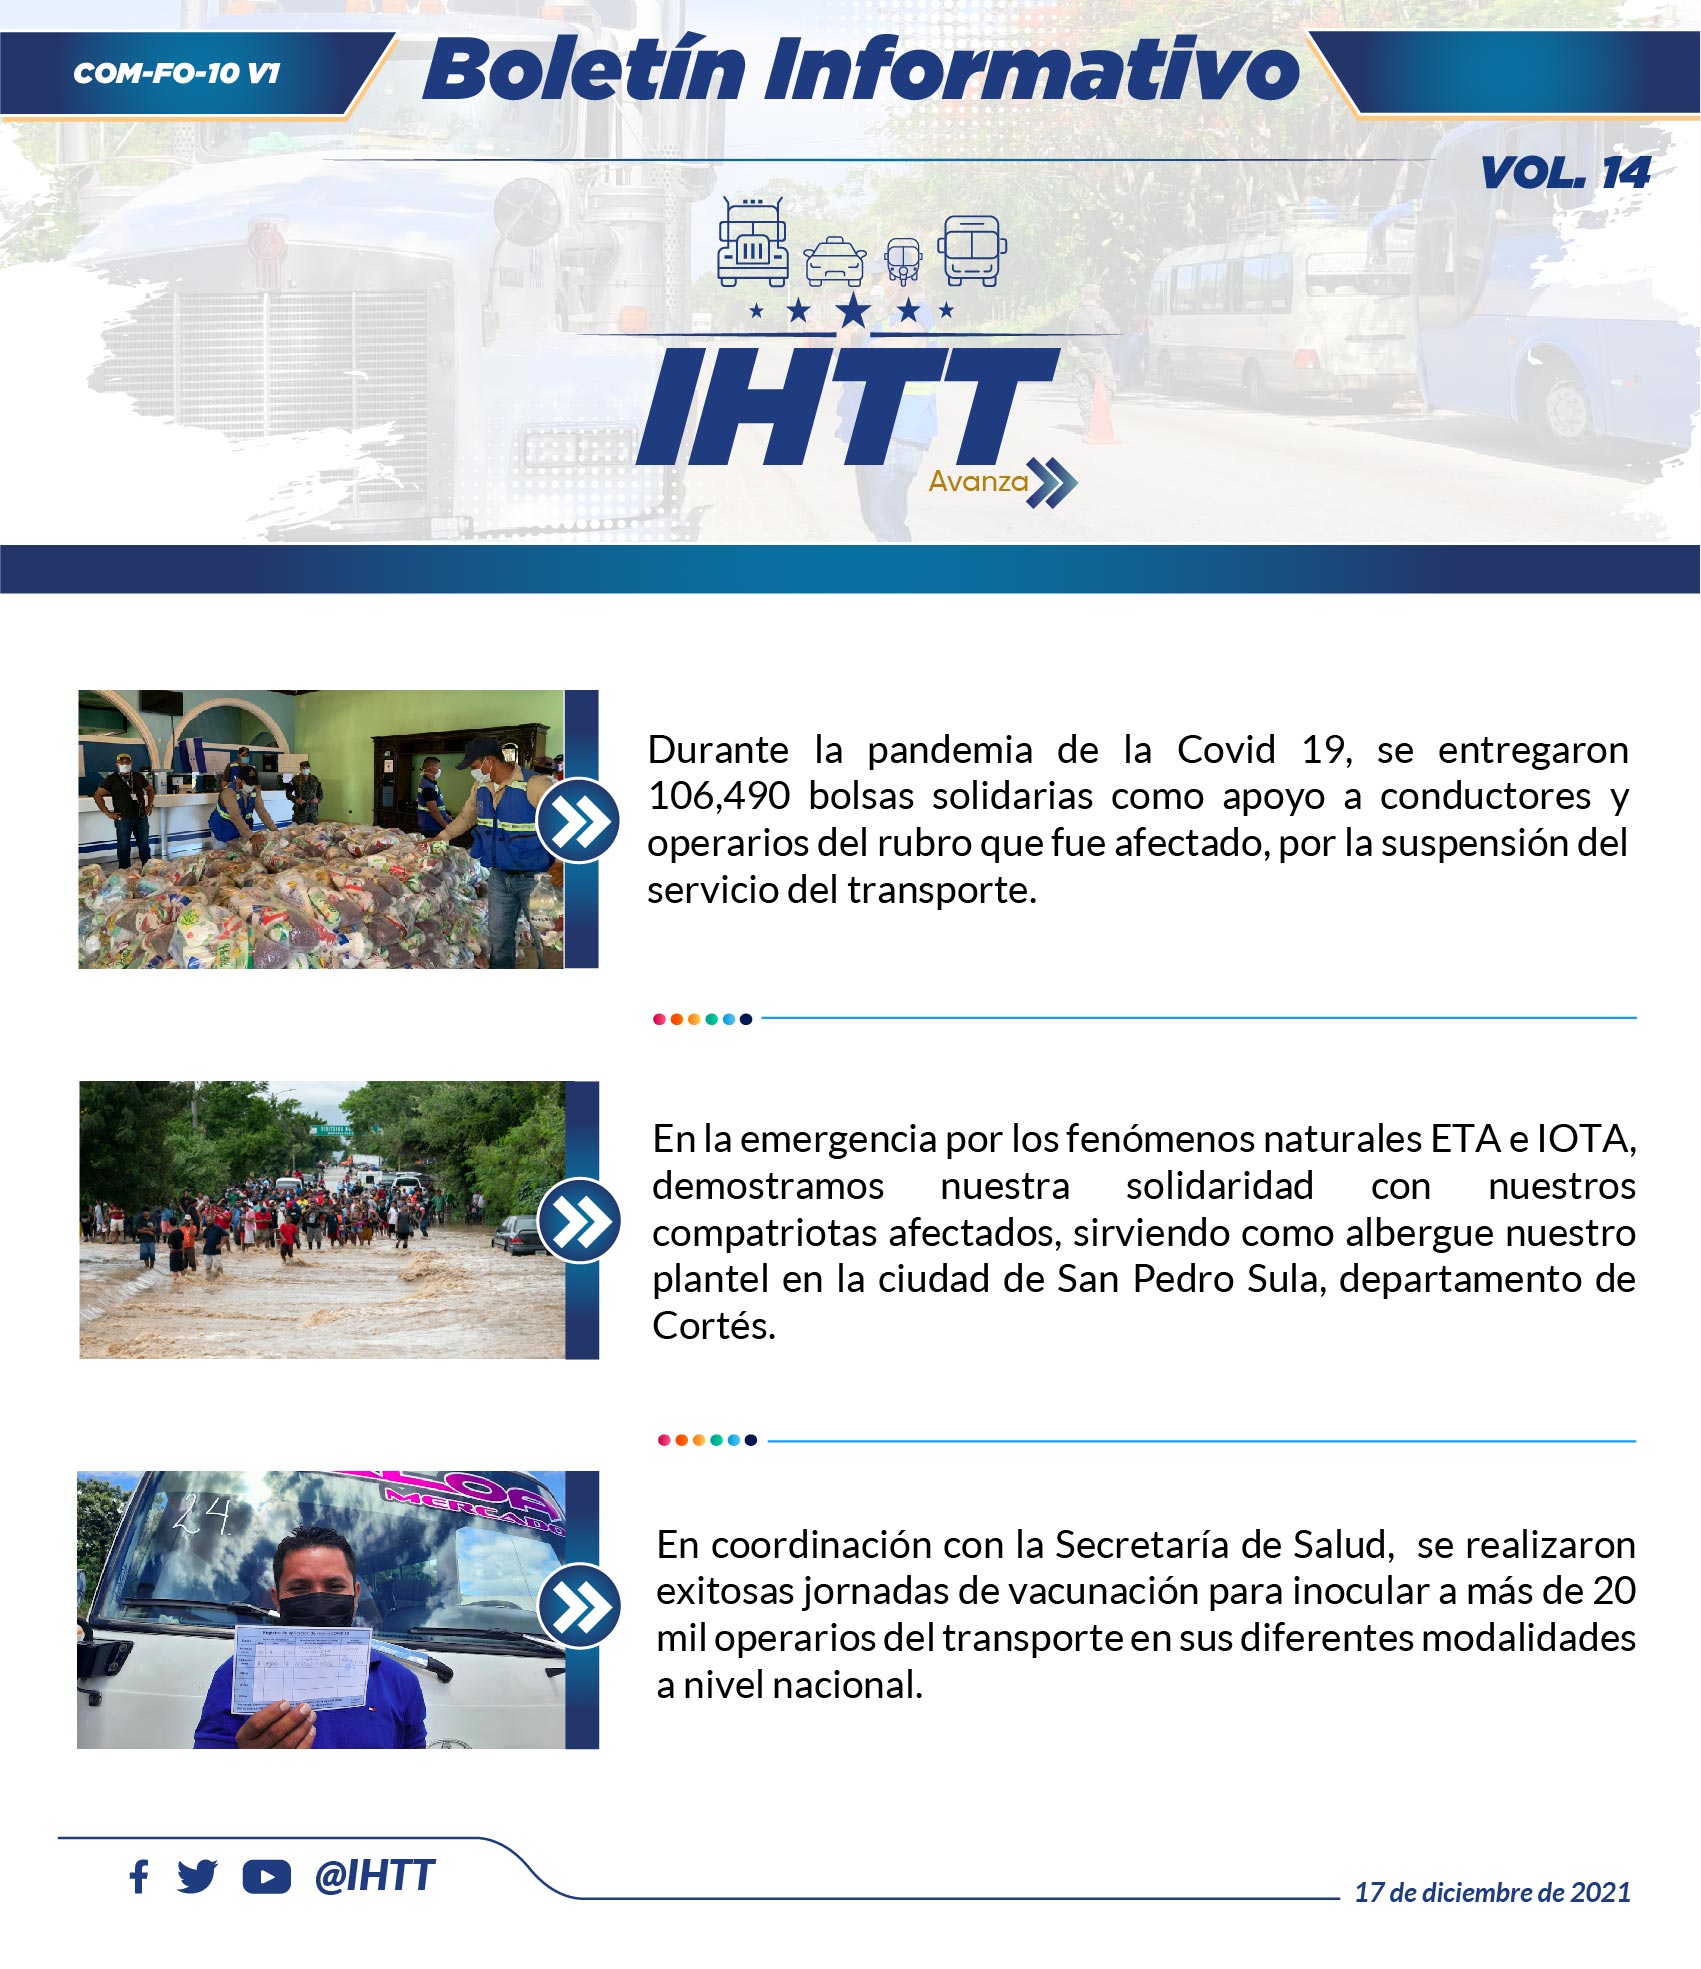 COM-FO-10 V1
Boletín Informativo
VOL. 14
IHTT
Avanza
Durante la pandemia de la Covid 19, se entregaron
106,490 bolsas solidarias como apoyo a conductores y
operarios del rubro que fue afectado, por la suspensión del
servicio del transporte.
En la emergencia por los fenómenos naturales ETA e IOTA,
demostramos nuestra solidaridad con nuestros
compatriotas afectados, sirviendo como albergue nuestro
plantel en la ciudad de San Pedro Sula, departamento de
Cortés.
24
MERCADO
En coordinación con la Secretaría de Salud, se realizaron
exitosas jornadas de vacunación para inocular a más de 20
mil operarios del transporte en sus diferentes modalidades
a nivel nacional.
@IHTT
17 de diciembre de 2021